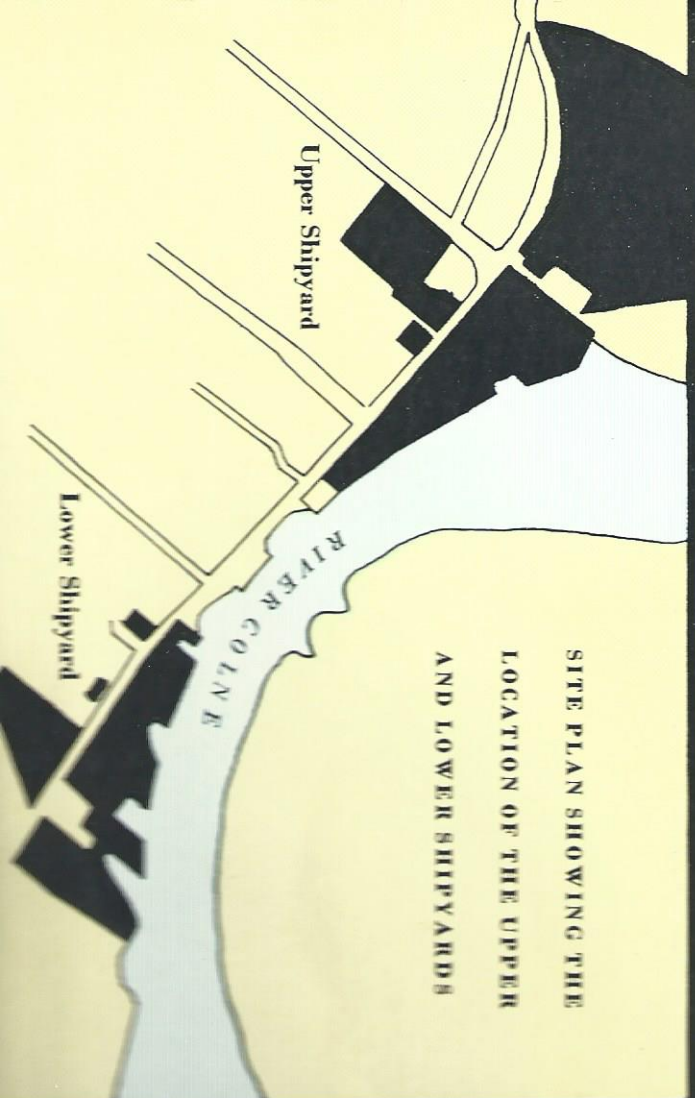 SITE PLAN SHOWING THE
LOCATION OF THE UPPER
AND LOWER SHIPYARDS
RIVER COLNE
Upper Shipyard
Lower Shipyard